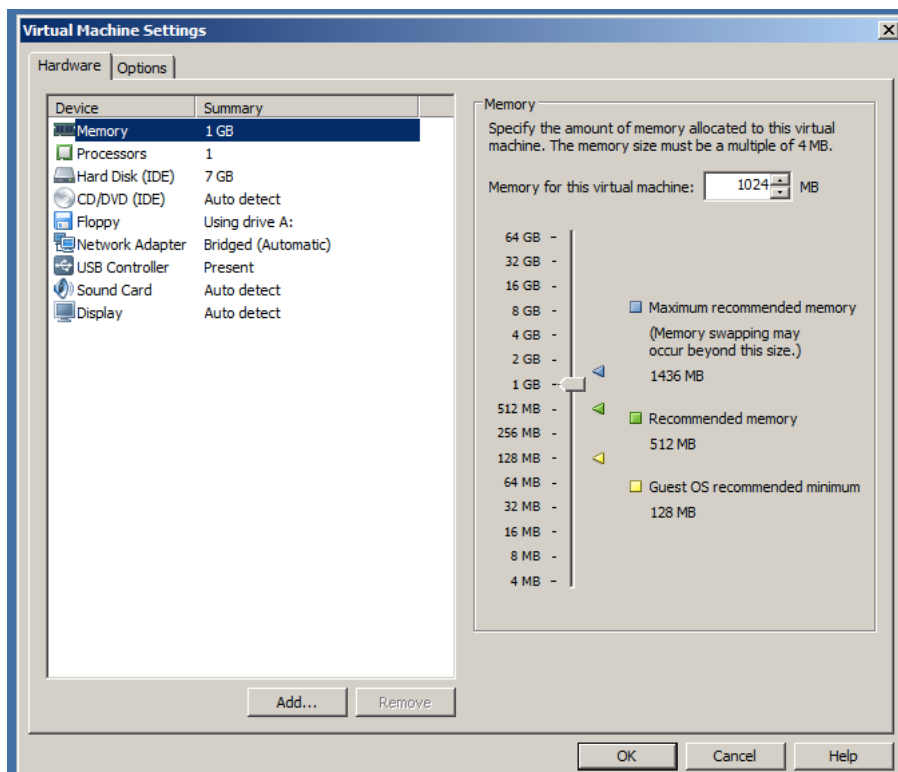 Virtual Machine Settings
Hardware
Options
Device Summary
Memory 1 GB
Processors 1
Hard Disk (IDE) 7 GB
CD/DVD (IDE) Auto detect
Floppy Using drive A:
Network Adapter Bridged (Automatic)
USB Controller Present
Sound Card Auto detect
Display Auto detect
Add...
Remove
Memory
Specify the amount of memory allocated to this virtual
machine. The memory size must be a multiple of 4 MB.
Memory for this virtual machine: 1024 MB
64 GB
32 GB
16 GB
8 GB
4 GB
2 GB
1 GB
512 MB
256 MB
128 MB
64 MB
32 MB
16 MB
8 MB
4 MB
Maximum recommended memory
(Memory swapping may
occur beyond this size.)
1436 MB
Recommended memory
512 MB
Guest OS recommended minimum
128 MB
OK
Cancel
Help